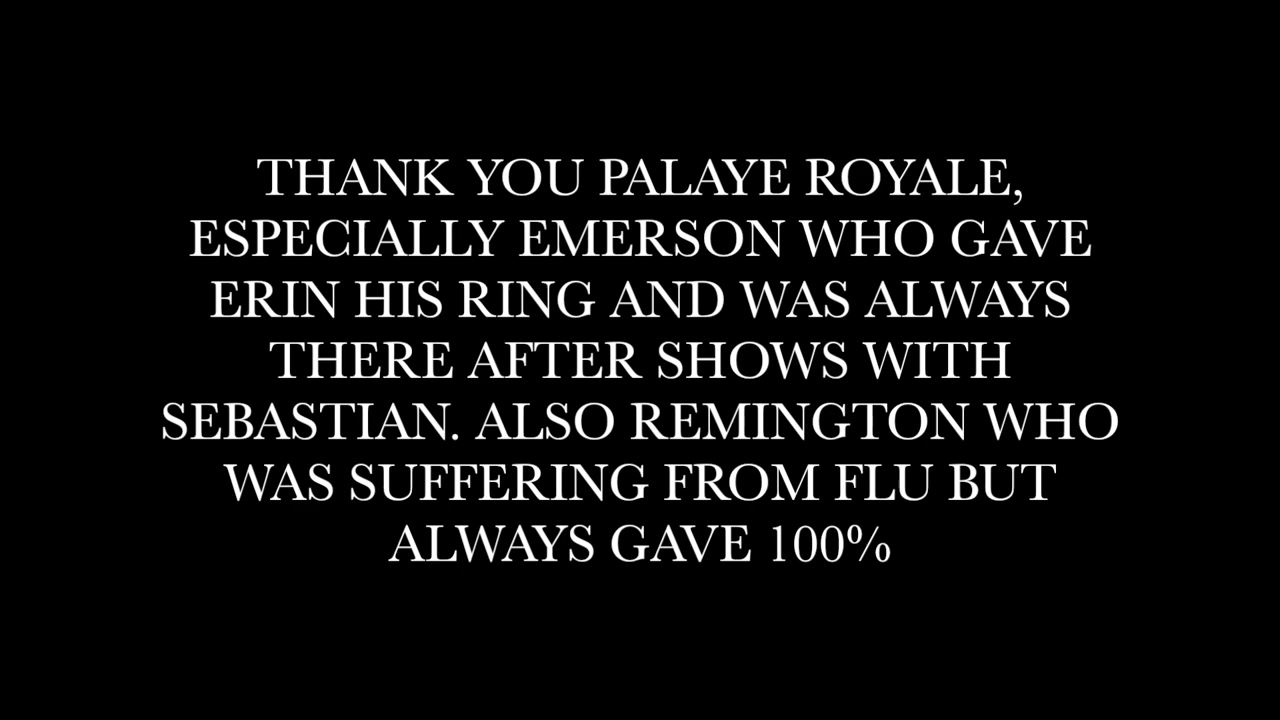 THANK YOU PALAYE ROYALE,
ESPECIALLY EMERSON WHO GAVE
ERIN HIS RING AND WAS ALWAYS
THERE AFTER SHOWS WITH
SEBASTIAN. ALSO REMINGTON WHO
WAS SUFFERING FROM FLU BUT
ALWAYS GAVE 100%